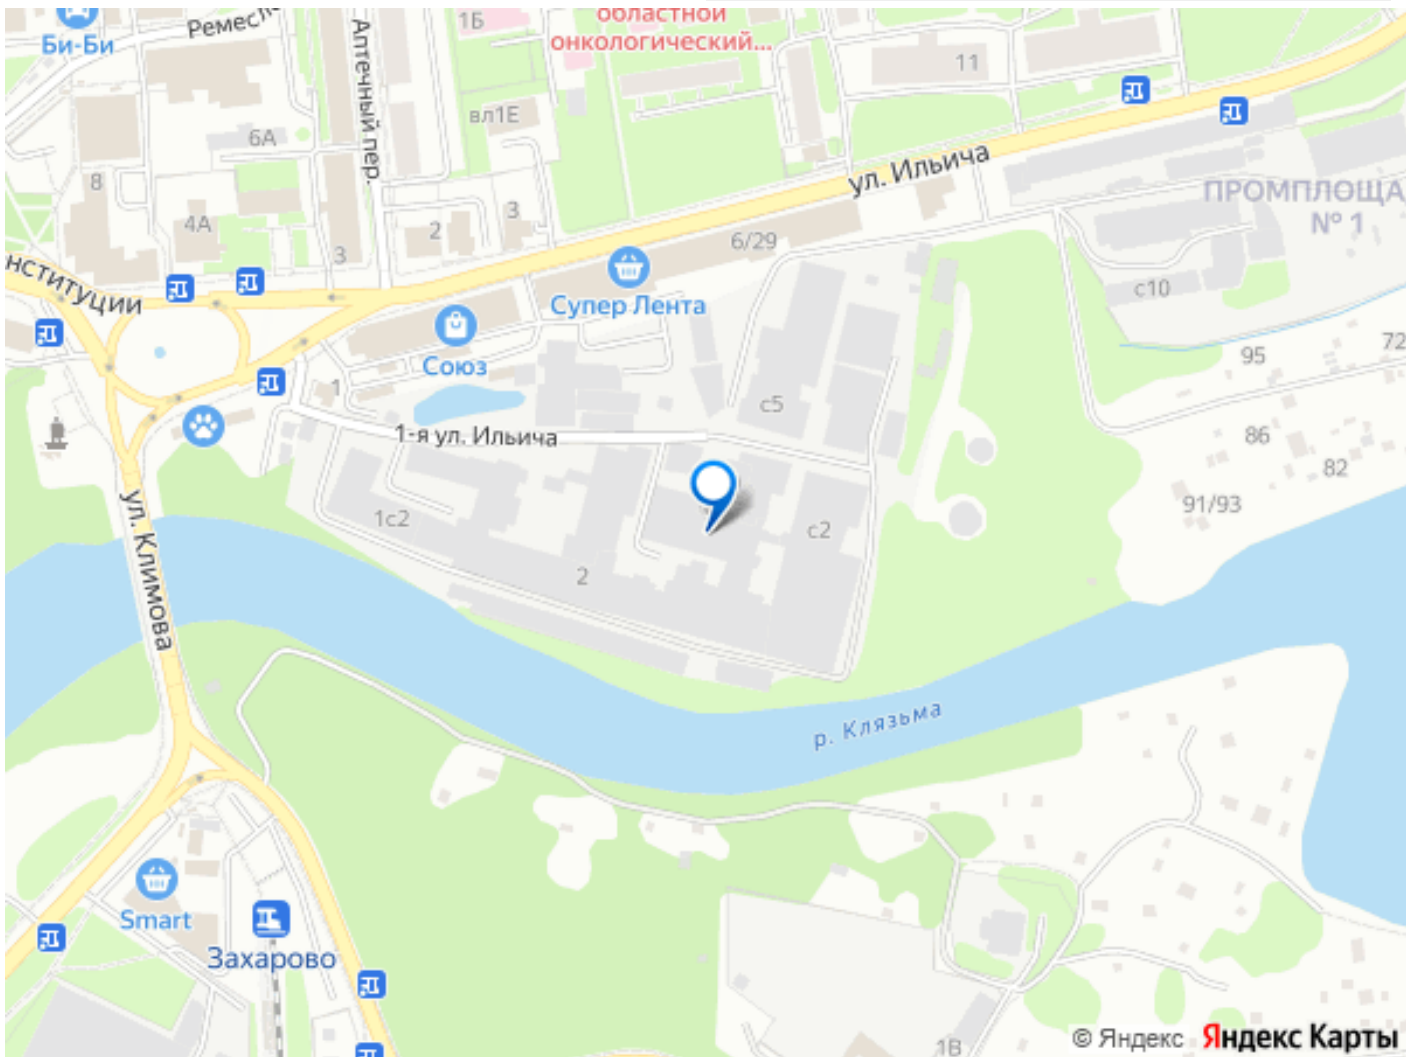 Би-Би
1Б
областной
онкологический...
Аптечный пер.
11
вл1Е
6А
8
4А
3
2
3
ул. Ильича
6/29
ПРОМПЛОЩА
№ 1
с10
нституции
Супер Лента
Союз
1
с5
95
72
86
82
91/93
1-я ул. Ильича
1с2
с2
2
ул. Климова
р. Клязьма
Smart
Захарово
1В
© Яндекс Яндекс Карты